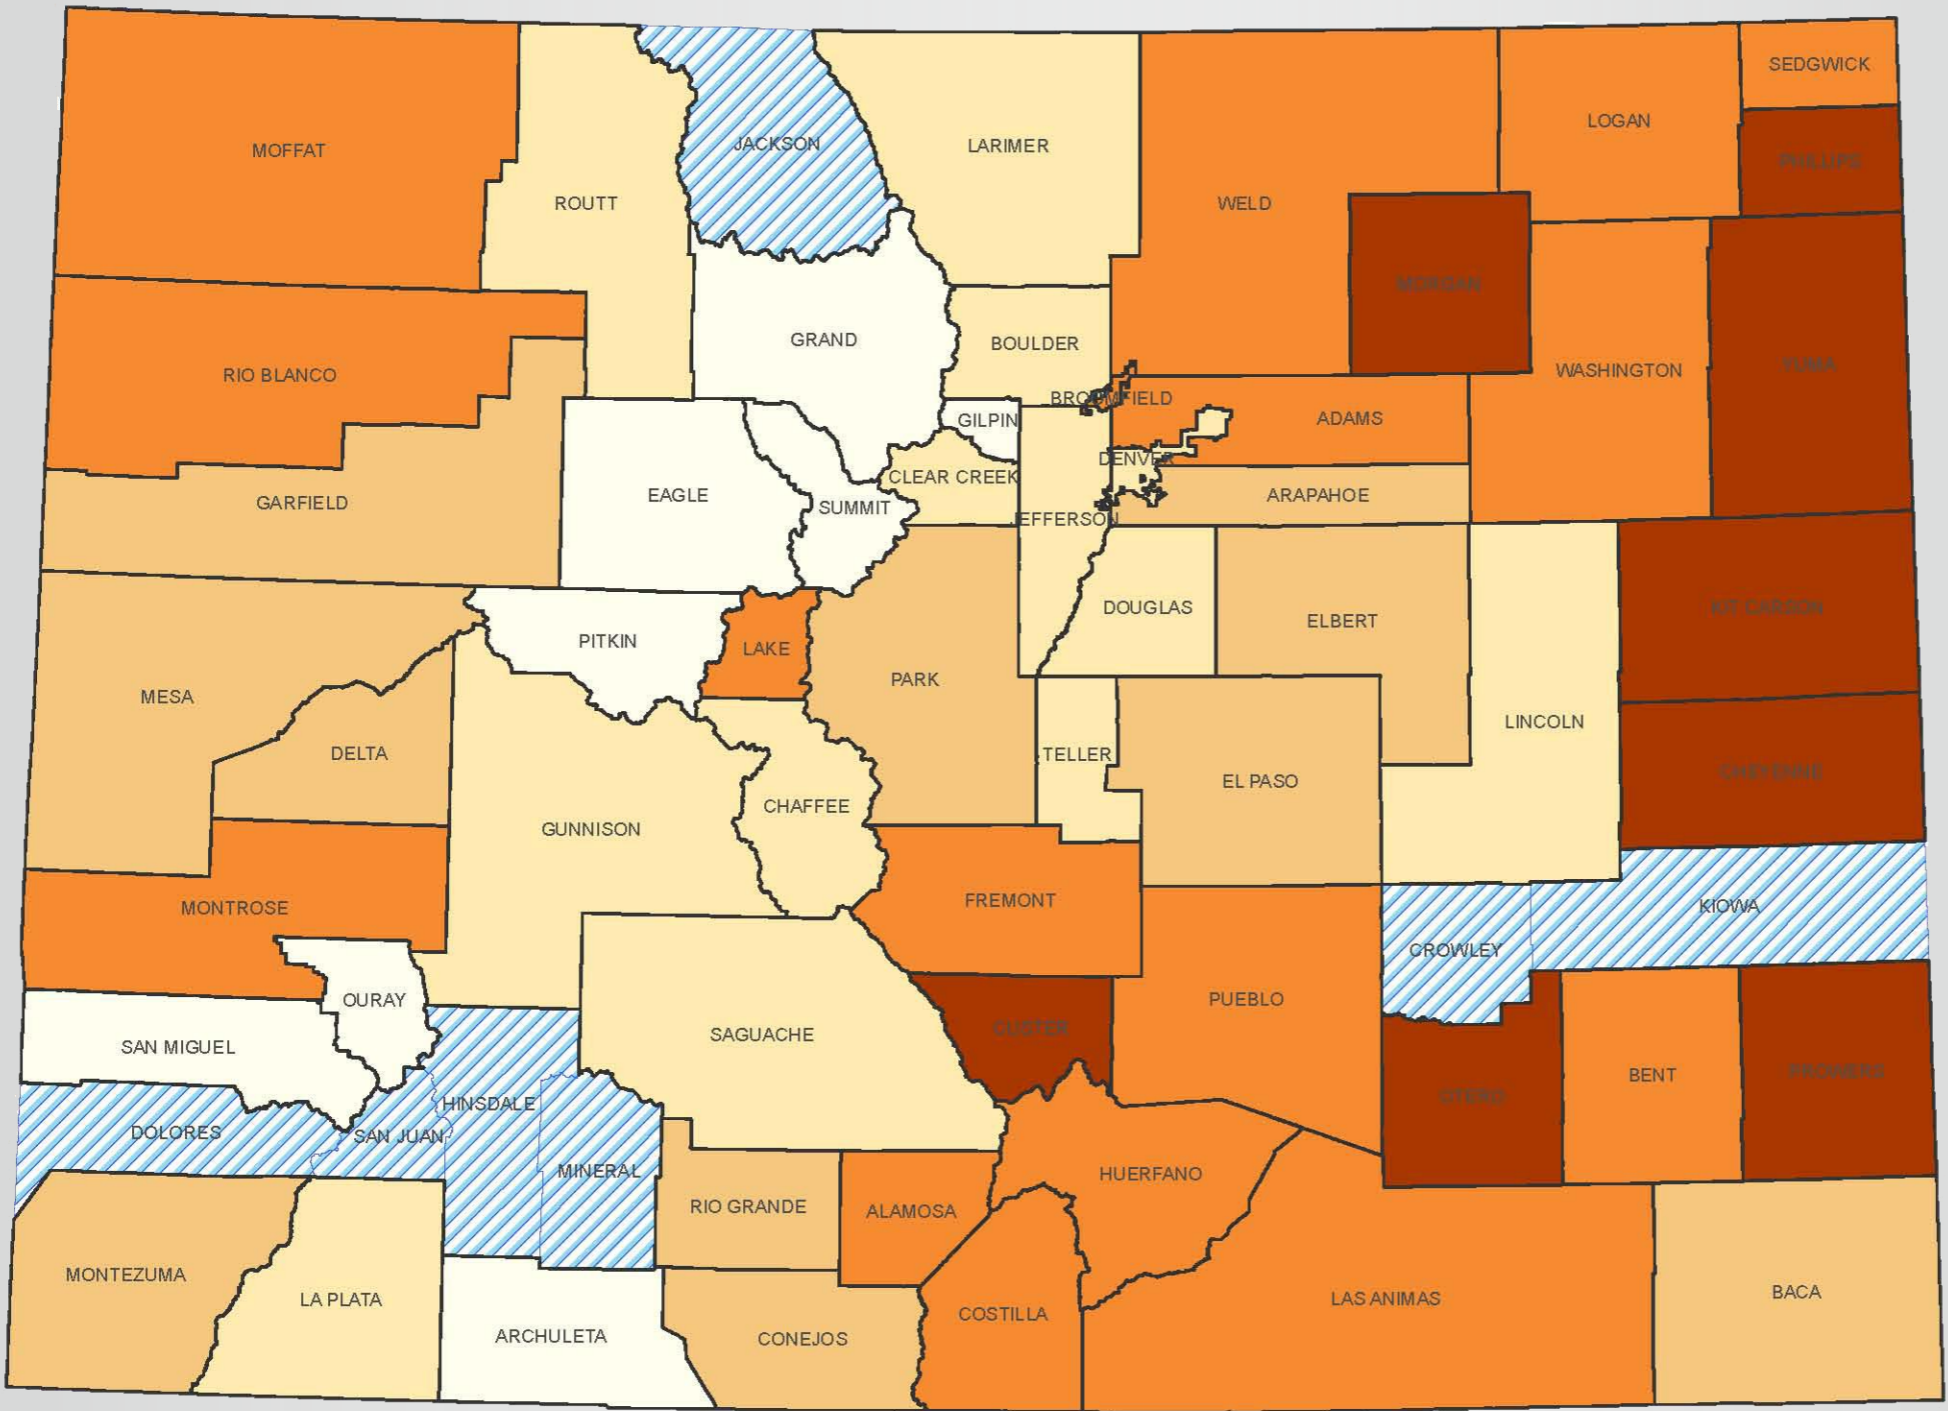 SEDGWICK
LOGAN
JACKSON
LARIMER
MOFFAT
PHILLIPS
ROUTT
WELD
MORGAN
GRAND
BOULDER
YUMA
WASHINGTON
RIO BLANCO
BROOMFIELD
ADAMS
GILPIN
DENVER
CLEAR CREEK
EAGLE
ARAPAHOE
GARFIELD
SUMMIT
JEFFERSON
DOUGLAS
KIT CARSON
ELBERT
PITKIN
LAKE
PARK
MESA
LINCOLN
DELTA
TELLER
CHEYENNE
EL PASO
CHAFFEE
GUNNISON
FREMONT
KIOWA
MONTROSE
CROWLEY
OURAY
PUEBLO
CUSTER
SAGUACHE
SAN MIGUEL
BENT
PROWERS
OTERO
HINSDALE
DOLORES
SAN JUAN
MINERAL
HUERFANO
RIO GRANDE
ALAMOSA
MONTEZUMA
BACA
LA PLATA
LAS ANIMAS
COSTILLA
ARCHULETA
CONEJOS